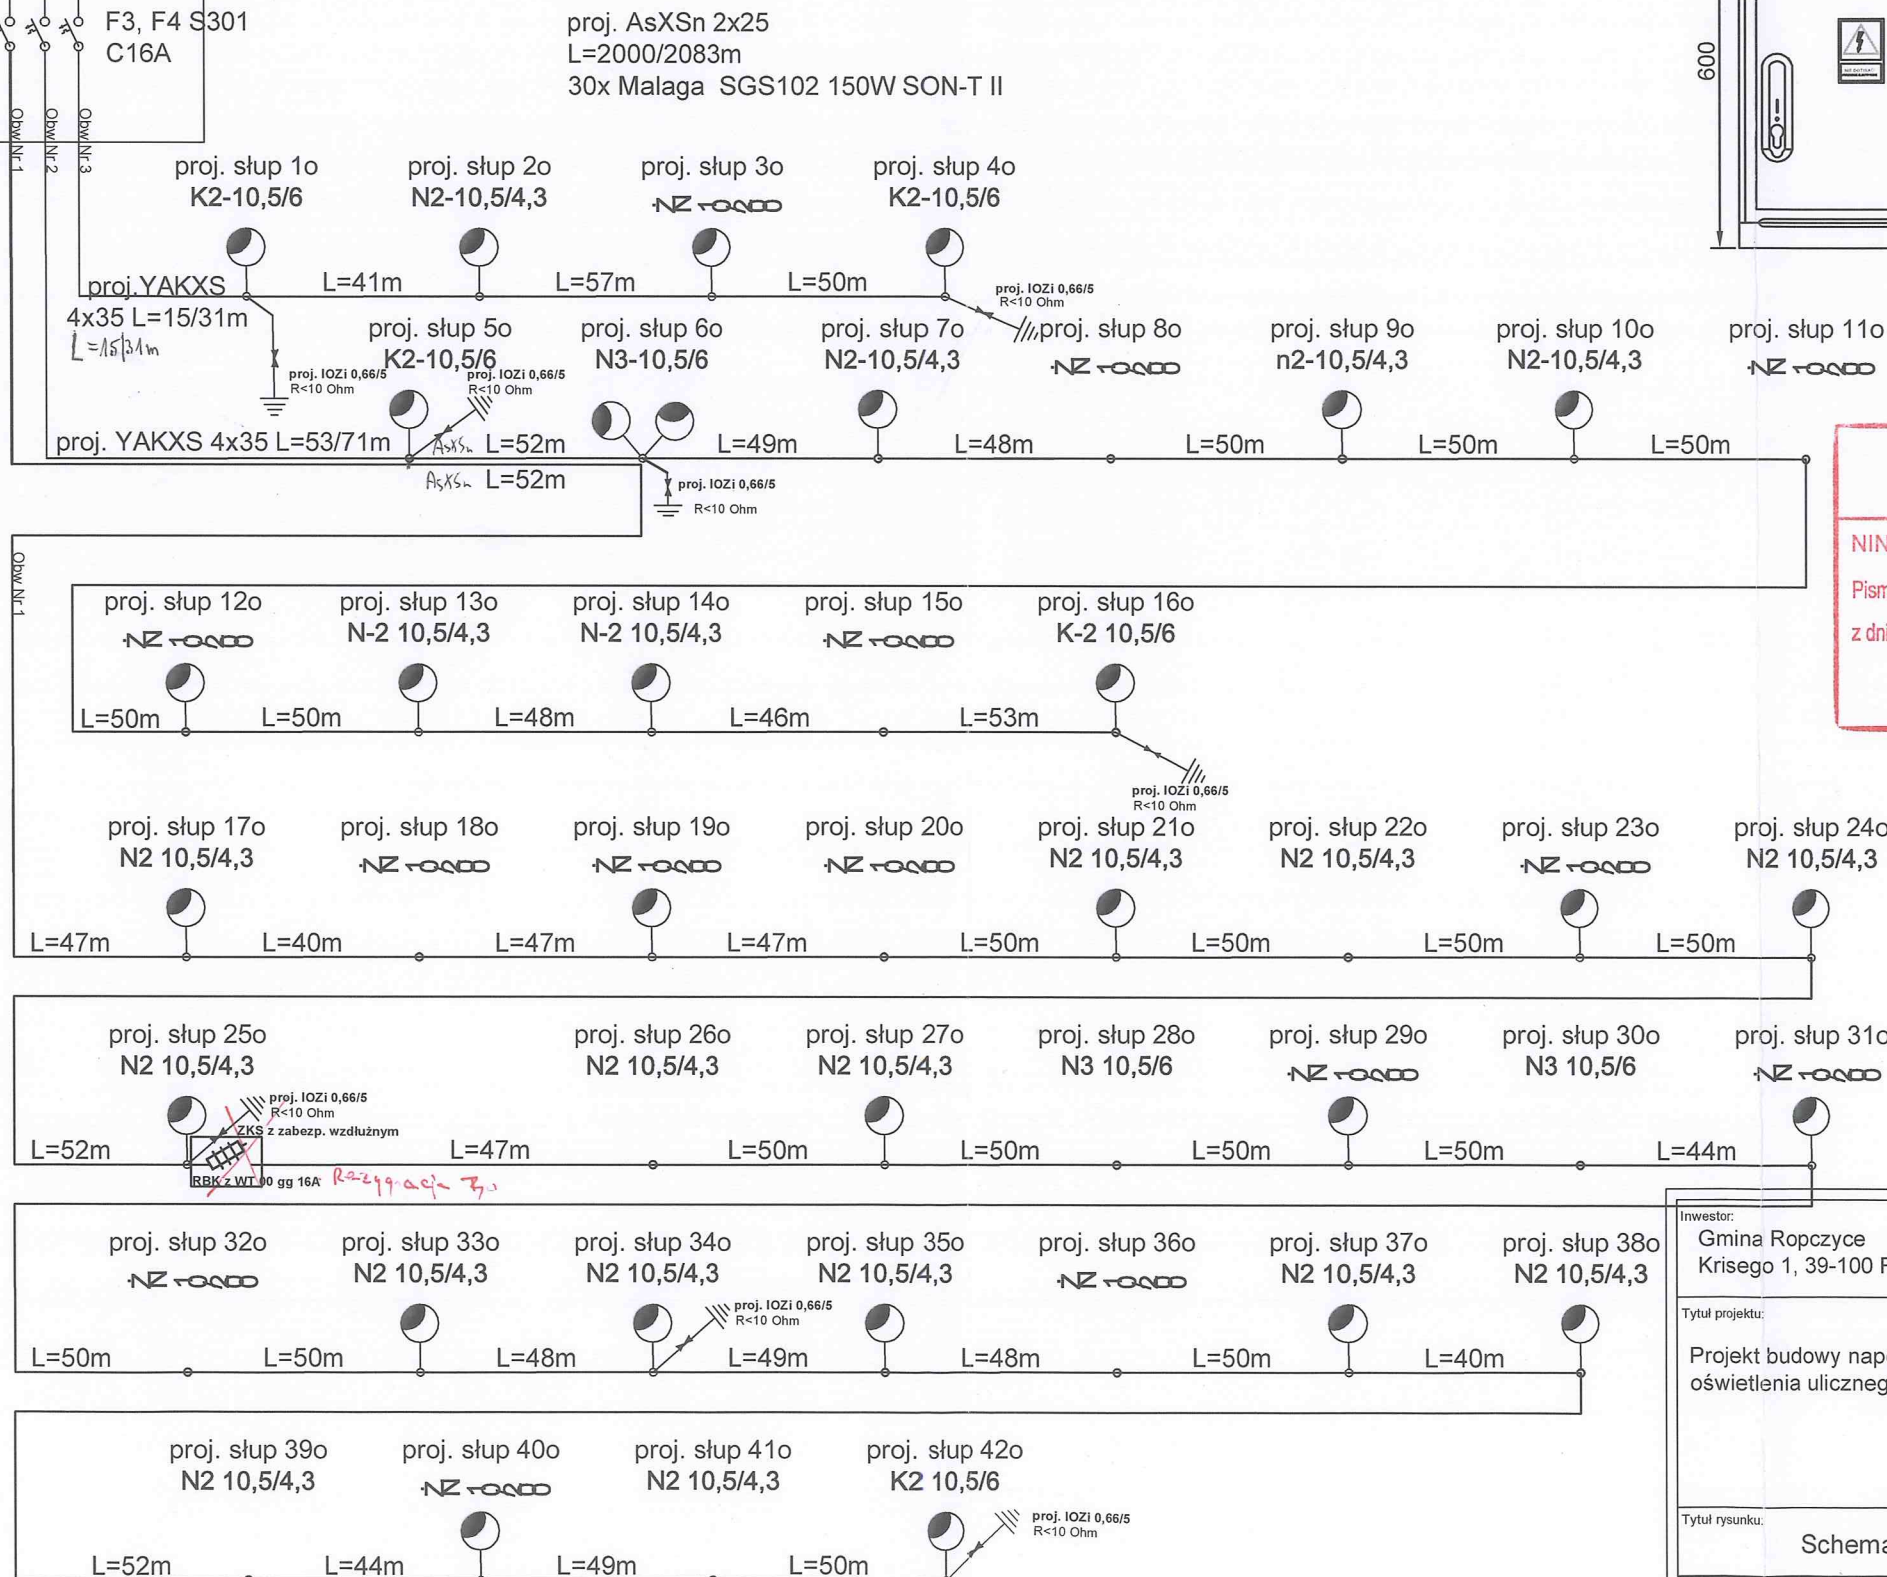 F3, F4 S301
C16A
proj. AsXSn 2x25
L=2000/2083m
30x Malaga SGS102 150W SON-T II
600
Obw Nr 1
Obw Nr 2
Obw Nr 3
proj. słup 1o
K2-10,5/6
proj. słup 2o
N2-10,5/4,3
proj. słup 3o
proj. słup 4o
K2-10,5/6
proj.YAKXS
4x35 L=15/31m
L=15/31m
L=41m
L=57m
L=50m
proj. IOZi 0,66/5
R<10 Ohm
proj. IOZi 0,66/5
R<10 Ohm
proj. słup 5o
K2-10,5/6
proj. IOZi 0,66/5
R<10 Ohm
proj. słup 6o
N3-10,5/6
proj. słup 7o
N2-10,5/4,3
proj. słup 8o
proj. słup 9o
n2-10,5/4,3
proj. słup 10o
N2-10,5/4,3
proj. słup 11o
proj. YAKXS 4x35 L=53/71m
AsXSn L=52m
L=49m
L=48m
L=50m
L=50m
L=50m
AsXSn L=52m
proj. IOZi 0,66/5
R<10 Ohm
NIN
Pism
z dni
Obw Nr 1
proj. słup 12o
proj. słup 13o
N-2 10,5/4,3
proj. słup 14o
N-2 10,5/4,3
proj. słup 15o
proj. słup 16o
K-2 10,5/6
L=50m
L=50m
L=48m
L=46m
L=53m
proj. IOZi 0,66/5
R<10 Ohm
proj. słup 17o
N2 10,5/4,3
proj. słup 18o
proj. słup 19o
proj. słup 20o
proj. słup 21o
N2 10,5/4,3
proj. słup 22o
N2 10,5/4,3
proj. słup 23o
proj. słup 24o
N2 10,5/4,3
L=47m
L=40m
L=47m
L=47m
L=50m
L=50m
L=50m
L=50m
proj. słup 25o
N2 10,5/4,3
proj. słup 26o
N2 10,5/4,3
proj. słup 27o
N2 10,5/4,3
proj. słup 28o
N3 10,5/6
proj. słup 29o
proj. słup 30o
N3 10,5/6
proj. słup 31o
proj. IOZi 0,66/5
R<10 Ohm
ZKS z zabezp. wzdłużnym
RBK z WT 00 gg 16A
Rezygnacja
L=52m
L=47m
L=50m
L=50m
L=50m
L=50m
L=44m
proj. słup 32o
proj. słup 33o
N2 10,5/4,3
proj. słup 34o
N2 10,5/4,3
proj. słup 35o
N2 10,5/4,3
proj. słup 36o
proj. słup 37o
N2 10,5/4,3
proj. słup 38o
N2 10,5/4,3
proj. IOZi 0,66/5
R<10 Ohm
L=50m
L=50m
L=48m
L=49m
L=48m
L=50m
L=40m
Inwestor:
Gmina Ropczyce
Krisego 1, 39-100 R
Tytuł projektu:
Projekt budowy nap
oświetlenia uliczneg
Tytuł rysunku:
Schema
proj. słup 39o
N2 10,5/4,3
proj. słup 40o
proj. słup 41o
N2 10,5/4,3
proj. słup 42o
K2 10,5/6
proj. IOZi 0,66/5
R<10 Ohm
L=52m
L=44m
L=49m
L=50m